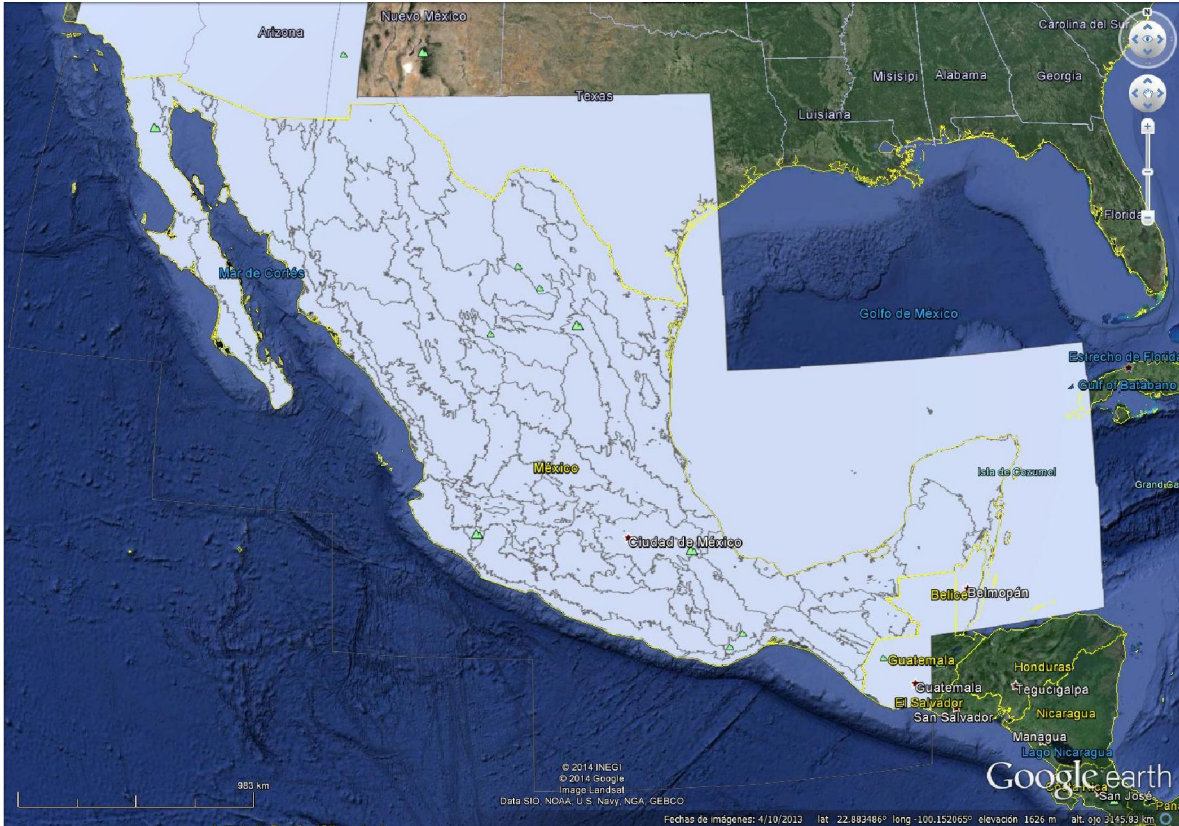 Nuevo México
Carolina del Sur
Arizona
N
Misisipi
Alabama
Georgia
Texas
Luisiana
Florida
Mar de Cortés
Golfo de México
Estrecho de Florida
Gulf of Batabano
México
Isla de Cozumel
Ciudad de México
Belice
Belmopán
Guatemala
Honduras
Guatemala
Tegucigalpa
El Salvador
San Salvador
Nicaragua
Managua
Lago Nicaragua
983 km
© 2014 INEGI
© 2014 Google
Image Landsat
Data SIO, NOAA, U.S. Navy, NGA, GEBCO
Google earth
Costa Rica
San José
Fechas de imágenes: 4/10/2013 lat 22.883486° long -100.152065° elevación 1626 m alt. ojo 3145.83 km